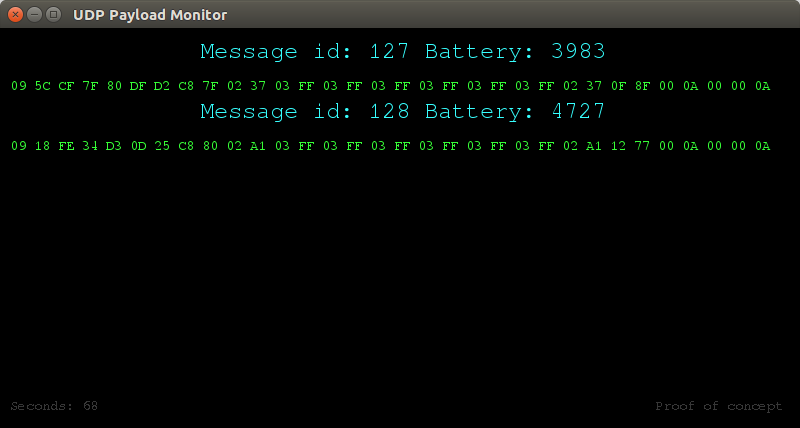 UDP Payload Monitor
Message id: 127 Battery: 3983
09 5C CF 7F 80 DF D2 C8 7F 02 37 03 FF 03 FF 03 FF 03 FF 03 FF 03 FF 02 37 0F 8F 00 0A 00 00 0A
Message id: 128 Battery: 4727
09 18 FE 34 D3 0D 25 C8 80 02 A1 03 FF 03 FF 03 FF 03 FF 03 FF 03 FF 02 A1 12 77 00 0A 00 00 0A
Seconds: 68
Proof of concept